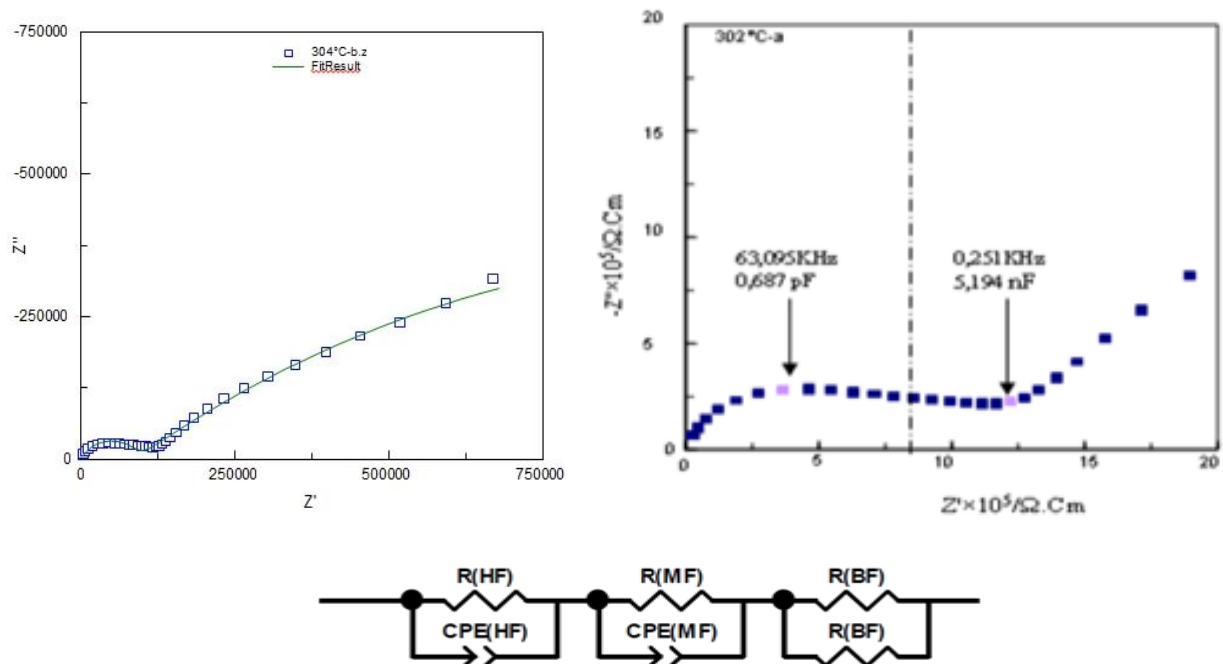 -750000
304°C-b.z
FitResult
-500000
Z''
-250000
0
0
250000
500000
750000
Z'
20
302°C-a
15
-Z''×10⁵/Ω.Cm
10
63,095KHz
0,687 pF
0,251KHz
5,194 nF
5
0
0
5
10
15
20
Z'×10⁵/Ω.Cm
R(HF)
R(MF)
R(BF)
CPE(HF)
CPE(MF)
R(BF)